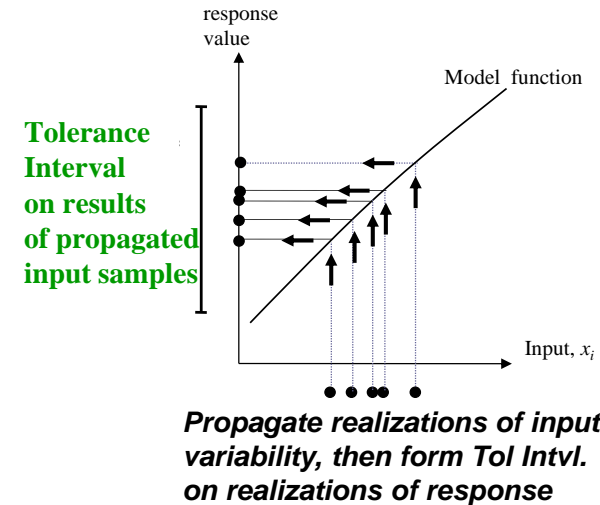 response
value
Model function
Tolerance
Interval
on results
of propagated
input samples
Input, xᵢ
Propagate realizations of input
variability, then form Tol Intvl.
on realizations of response